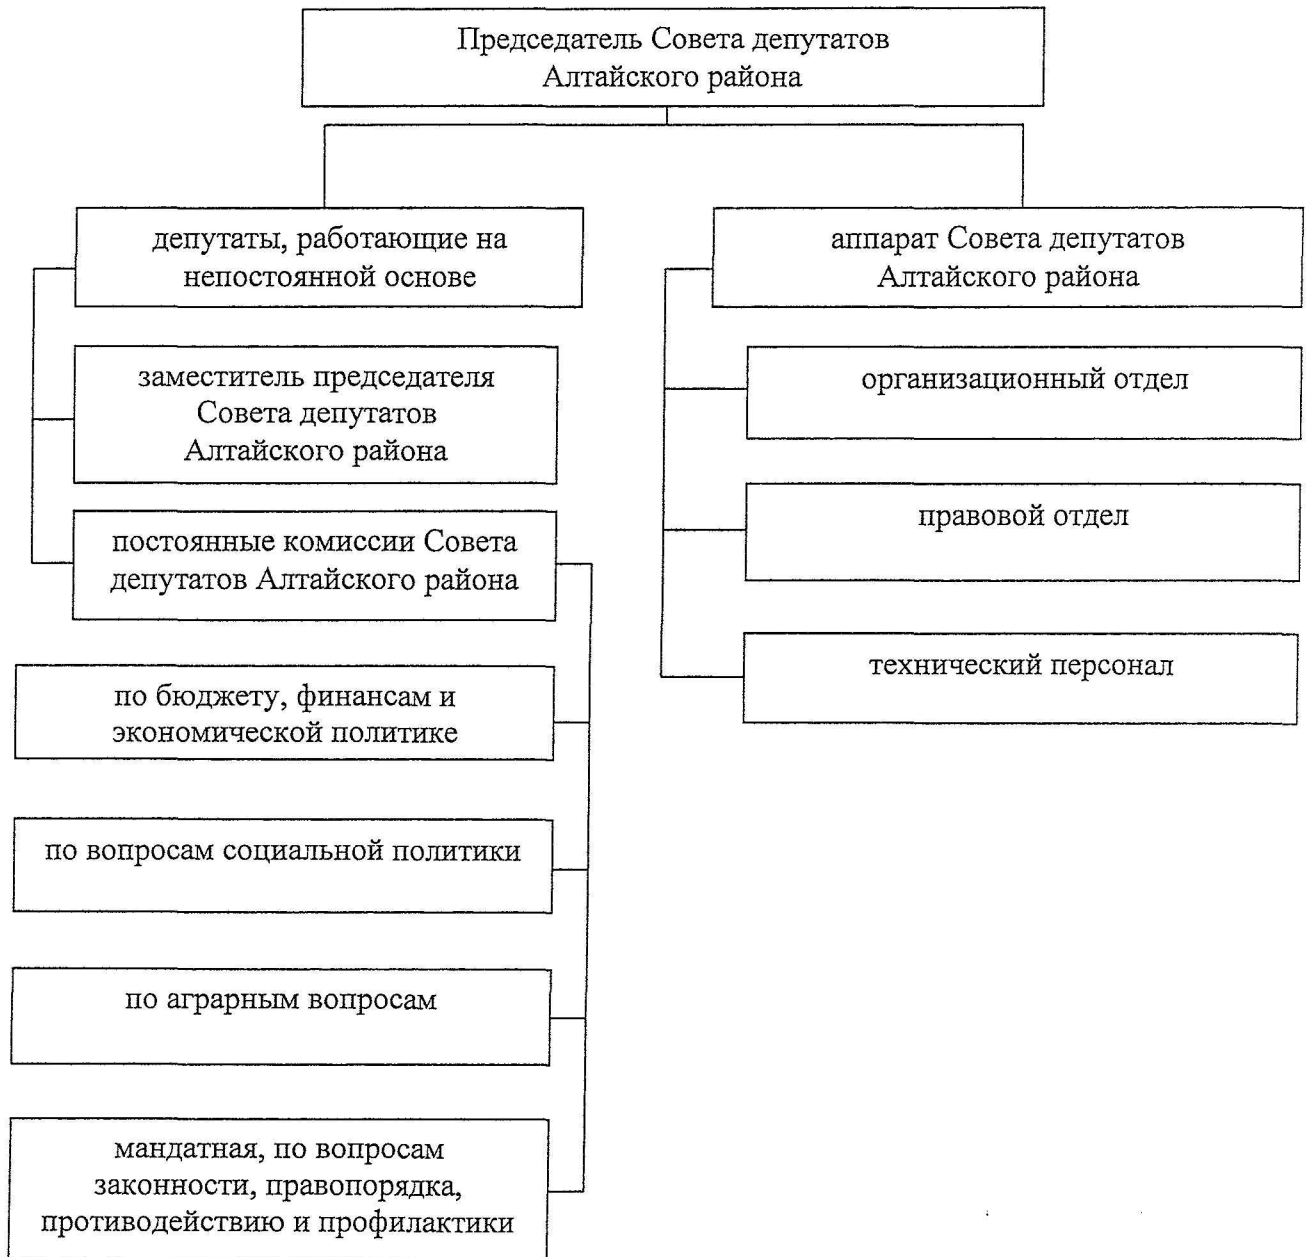 Председатель Совета депутатов
Алтайского района
депутаты, работающие на
непостоянной основе
заместитель председателя
Совета депутатов
Алтайского района
постоянные комиссии Совета
депутатов Алтайского района
по бюджету, финансам и
экономической политике
по вопросам социальной политики
по аграрным вопросам
мандатная, по вопросам
законности, правопорядка,
противодействию и профилактики
аппарат Совета депутатов
Алтайского района
организационный отдел
правовой отдел
технический персонал